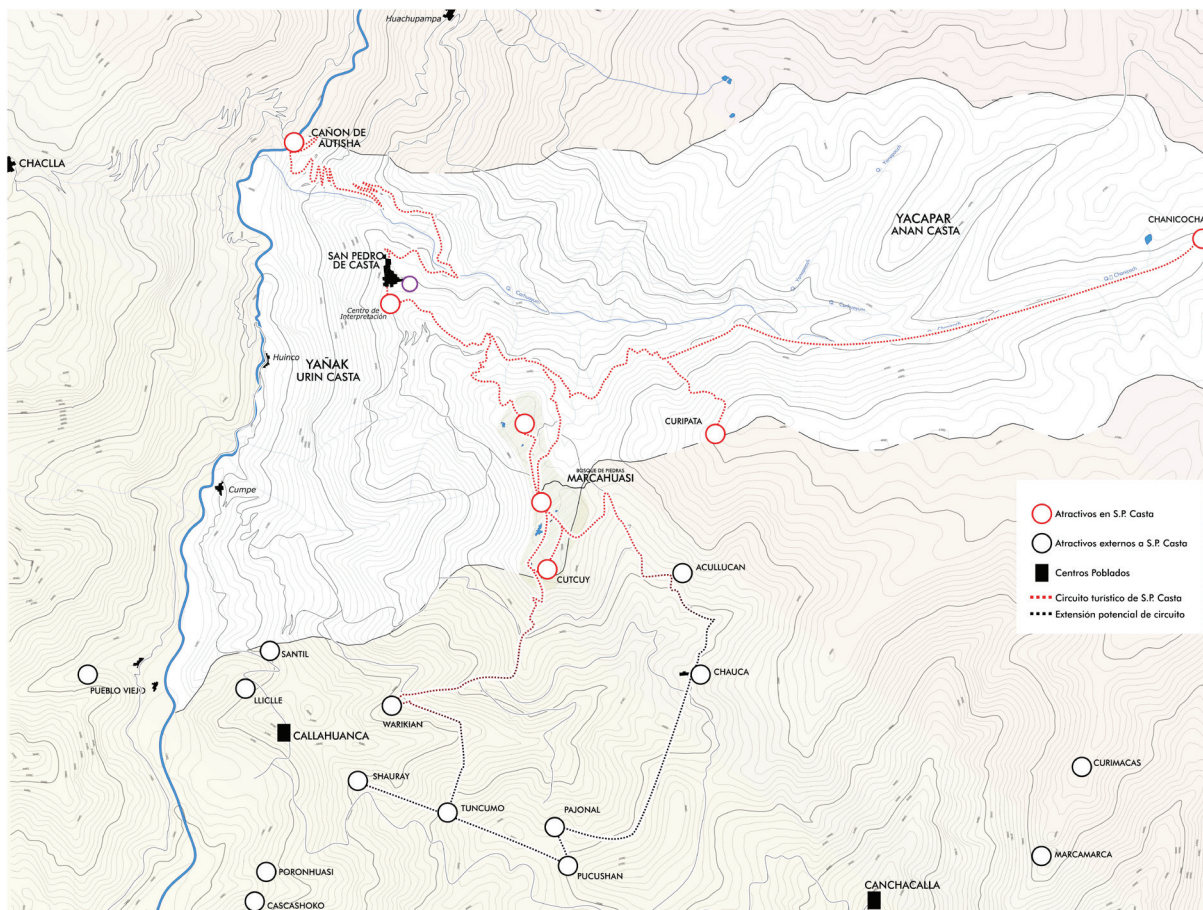 Huachupampa
CAÑON DE
AUTISHA
CHACLLA
YACAPAR
ANAN CASTA
CHANICOCHA
SAN PEDRO
DE CASTA
Centro de
Interpretación
Huinco
YAÑAK
URIN CASTA
CURIPATA
BOSQUE DE PIEDRAS
MARCAHUASI
Cumpe
CUTCUY
ACULLUCAN
Atractivos en S.P. Casta
Atractivos externos a S.P. Casta
Centros Poblados
Circuito turístico de S.P. Casta
Extensión potencial de circuito
SANTIL
PUEBLO VIEJO
LLICLLE
CHAUCA
WARIKIAN
CALLAHUANCA
CURIMACAS
SHAURAY
TUNCUMO
PAJONAL
MARCAMARCA
PORONHUASI
PUCUSHAN
CANCHACALLA
CASCASHOKO